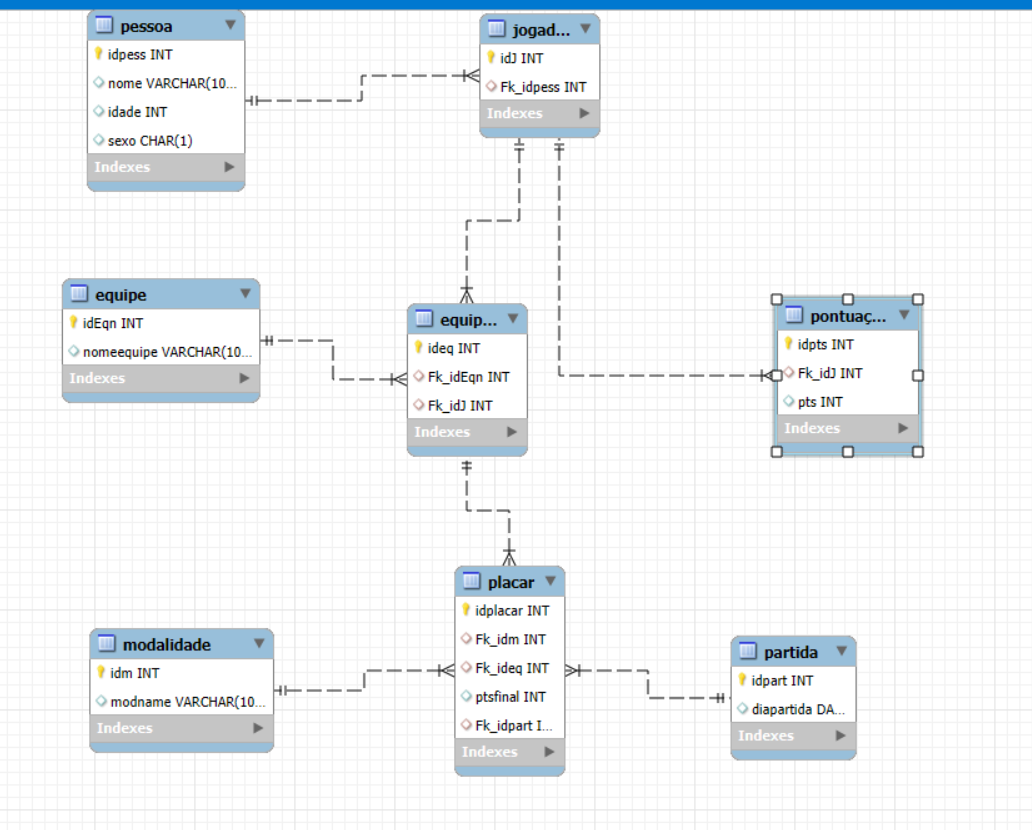 pessoa
idpess INT
nome VARCHAR(10...
idade INT
sexo CHAR(1)
Indexes
jogad...
idJ INT
Fk_idpess INT
Indexes
equipe
idEqn INT
nomeequipe VARCHAR(10...
Indexes
equip...
ideq INT
Fk_idEqn INT
Fk_idJ INT
Indexes
pontuaç...
idpts INT
Fk_idJ INT
pts INT
Indexes
placar
idplacar INT
Fk_idm INT
Fk_ideq INT
ptsfinal INT
Fk_idpart I...
Indexes
modalidade
idm INT
modname VARCHAR(10...
Indexes
partida
idpart INT
diapartida DA...
Indexes